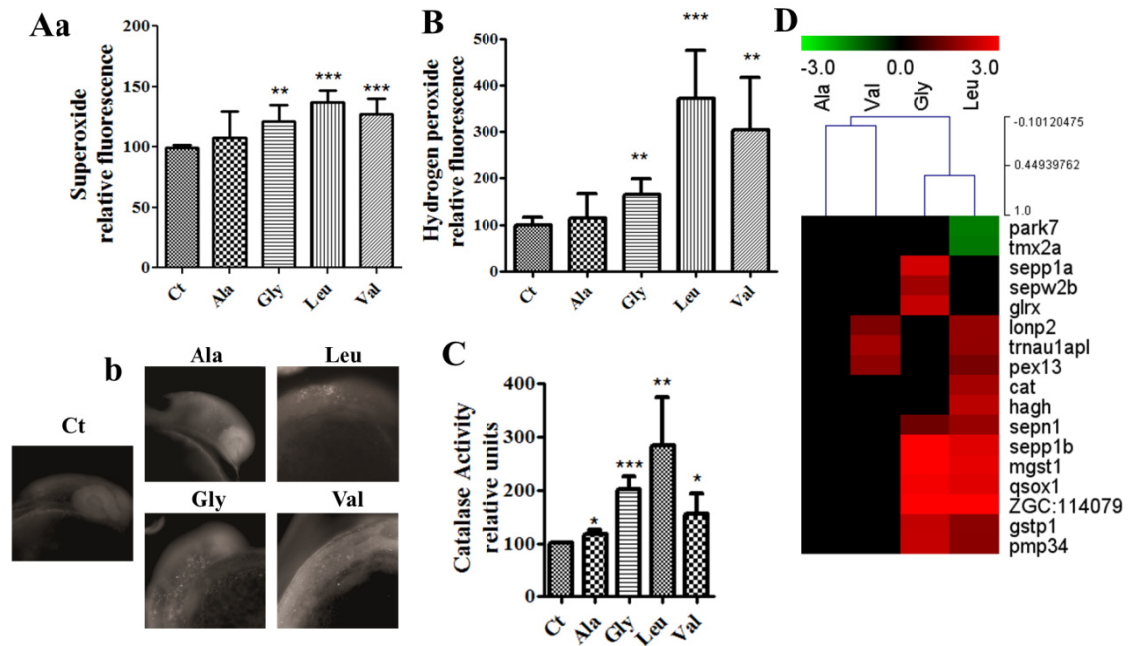 Aa
Superoxide
relative fluorescence
200
150
100
50
0
**
***
***
Ct
Ala
Gly
Leu
Val
B
Hydrogen peroxide
relative fluorescence
500
400
300
200
100
0
**
***
**
Ct
Ala
Gly
Leu
Val
b
Ct
Ala
Leu
Gly
Val
C
Catalase Activity
relative units
400
300
200
100
0
*
***
**
*
Ct
Ala
Gly
Leu
Val
D
-3.0 0.0 3.0
Ala
Val
Gly
Leu
-0.10120475
0.44939762
1.0
park7
tmx2a
sepp1a
sepw2b
glrx
lonp2
trnau1apl
pex13
cat
hagh
sepn1
sepp1b
mgst1
qsox1
ZGC:114079
gstp1
pmp34